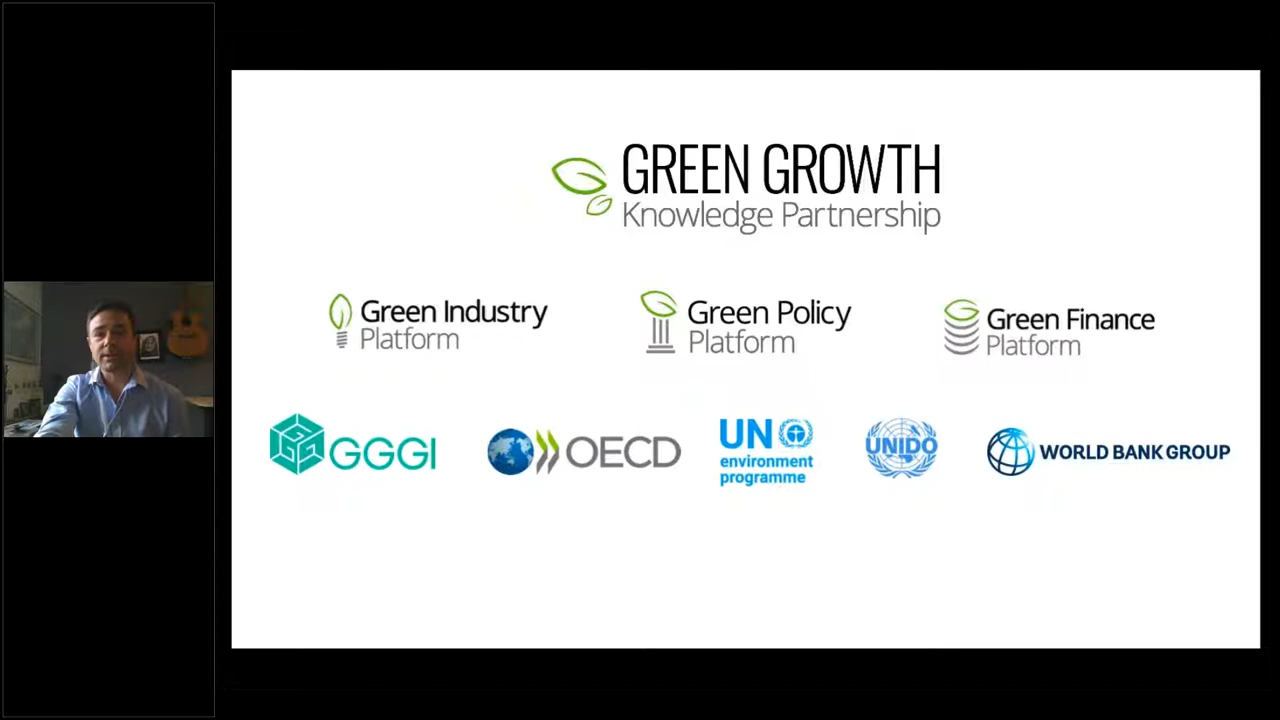 GREEN GROWTH
Knowledge Partnership
Green Industry
Platform
Green Policy
Platform
Green Finance
Platform
GGGI
OECD
UN
environment
programme
UNIDO
WORLD BANK GROUP